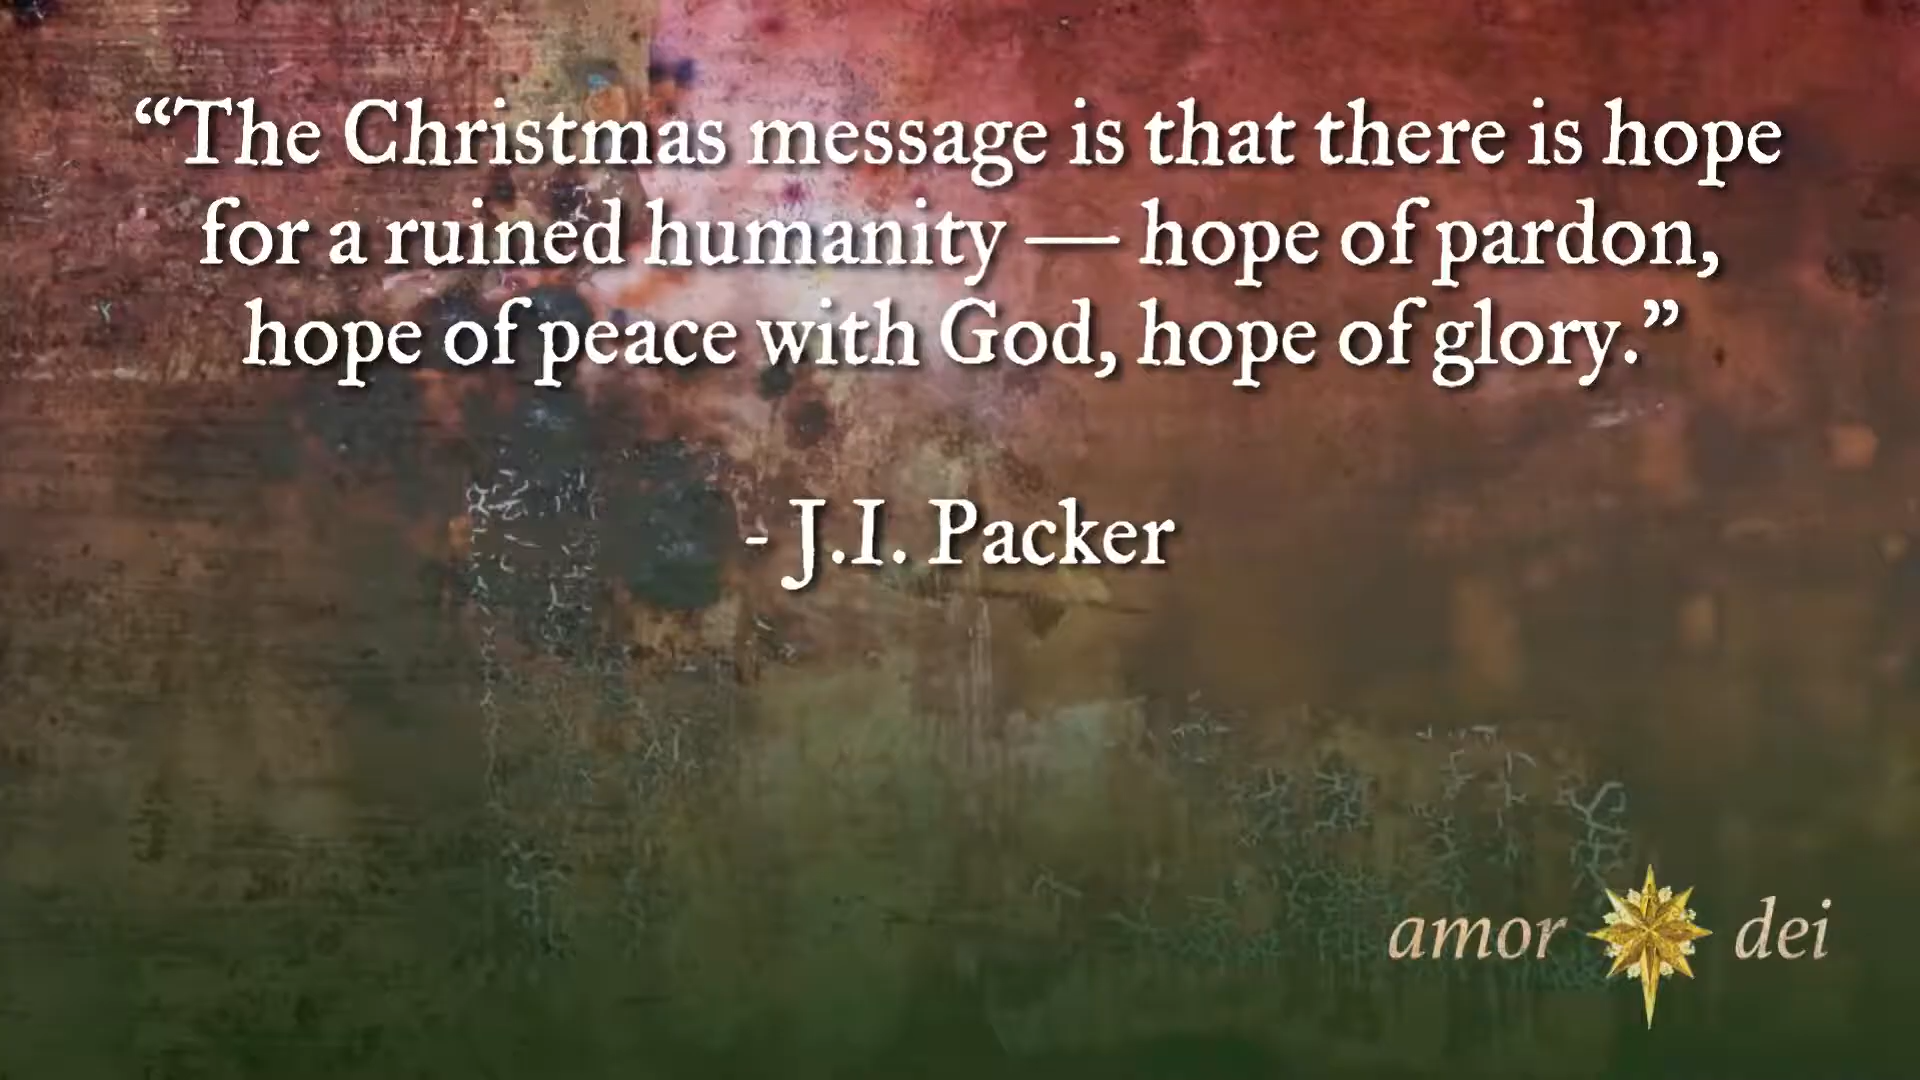 “The Christmas message is that there is hope
for a ruined humanity — hope of pardon,
hope of peace with God, hope of glory.”
- J.I. Packer
amor dei